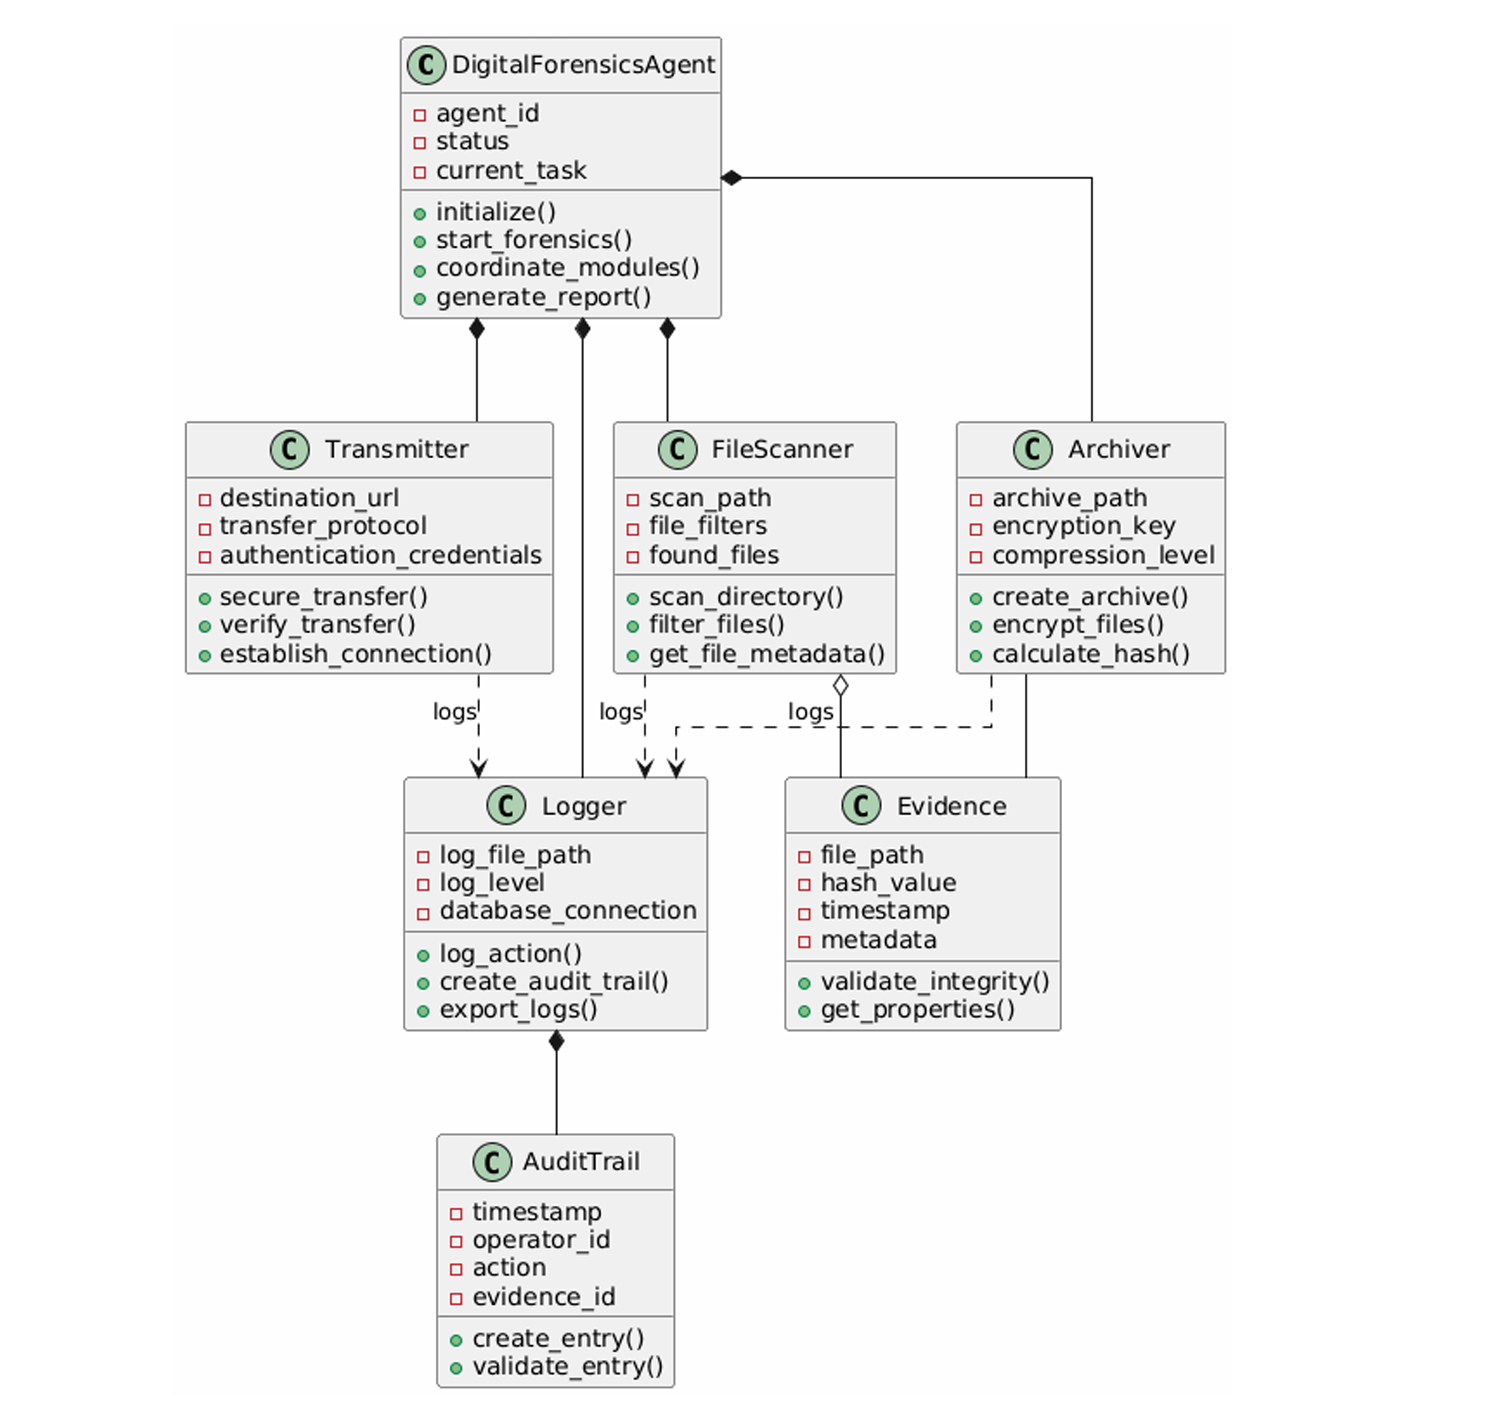 C DigitalForensicsAgent
agent_id
status
current_task
initialize()
start_forensics()
coordinate_modules()
generate_report()
C Transmitter
destination_url
transfer_protocol
authentication_credentials
secure_transfer()
verify_transfer()
establish_connection()
C FileScanner
scan_path
file_filters
found_files
scan_directory()
filter_files()
get_file_metadata()
C Archiver
archive_path
encryption_key
compression_level
create_archive()
encrypt_files()
calculate_hash()
logs
logs
logs
C Logger
log_file_path
log_level
database_connection
log_action()
create_audit_trail()
export_logs()
C Evidence
file_path
hash_value
timestamp
metadata
validate_integrity()
get_properties()
C AuditTrail
timestamp
operator_id
action
evidence_id
create_entry()
validate_entry()